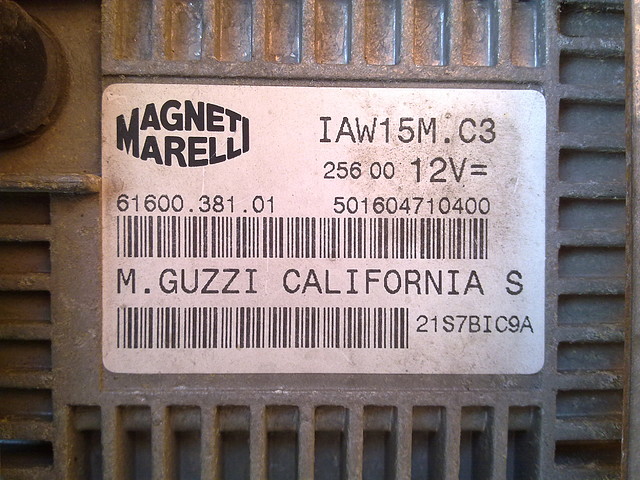 MAGNETI
MARELLI
IAW15M.C3
256 00 12V=
61600.381.01 501604710400
M.GUZZI CALIFORNIA S
21S7BIC9A